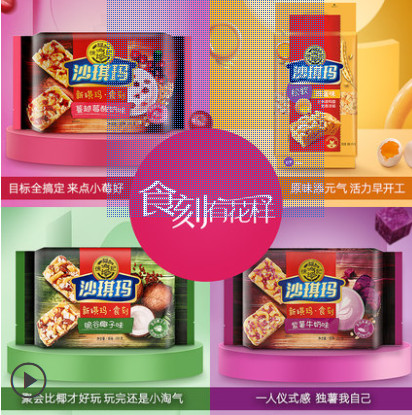 沙琪玛
新琪玛·食刻
蔓越莓酸奶味
目标全搞定 来点小莓好
沙琪玛
松软
原味添元气 活力早开工
食刻有花样
沙琪玛
新琪玛·食刻
脆谷椰子味
聚会比椰才好玩 玩完还是小淘气
沙琪玛
新琪玛·食刻
紫薯牛奶味
一人仪式感 独薯我自己